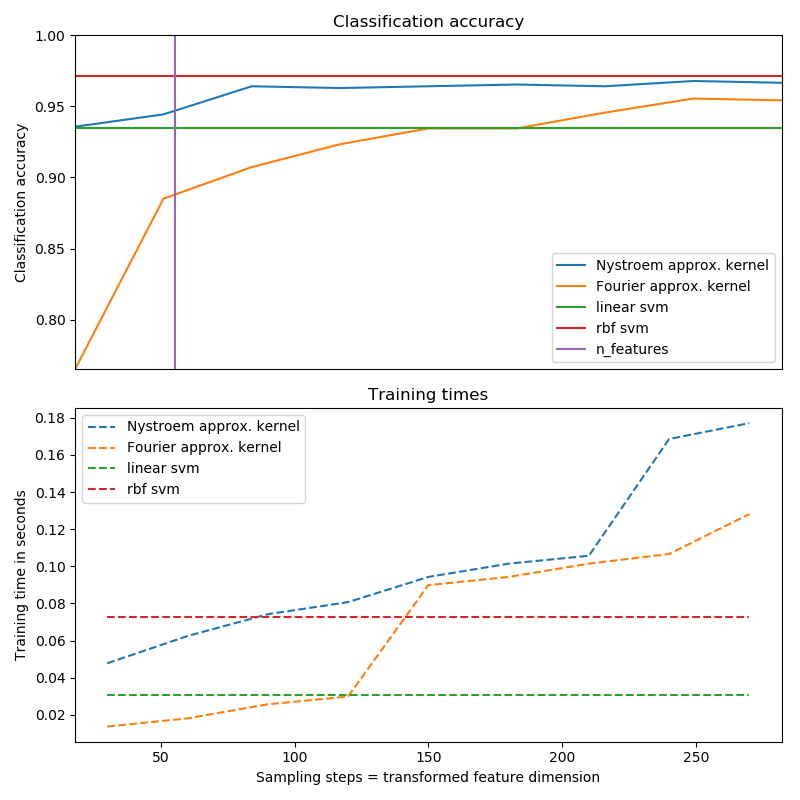 Classification accuracy
1.00
0.95
0.90
0.85
0.80
Classification accuracy
Nystroem approx. kernel
Fourier approx. kernel
linear svm
rbf svm
n_features
Training times
0.18
0.16
0.14
0.12
0.10
0.08
0.06
0.04
0.02
Training time in seconds
Nystroem approx. kernel
Fourier approx. kernel
linear svm
rbf svm
50 100 150 200 250
Sampling steps = transformed feature dimension